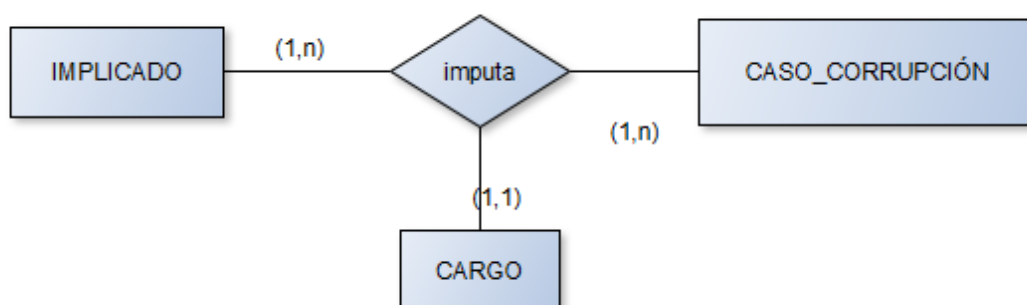 (1,n)
IMPLICADO
imputa
CASO_CORRUPCIÓN
(1,n)
(1,1)
CARGO